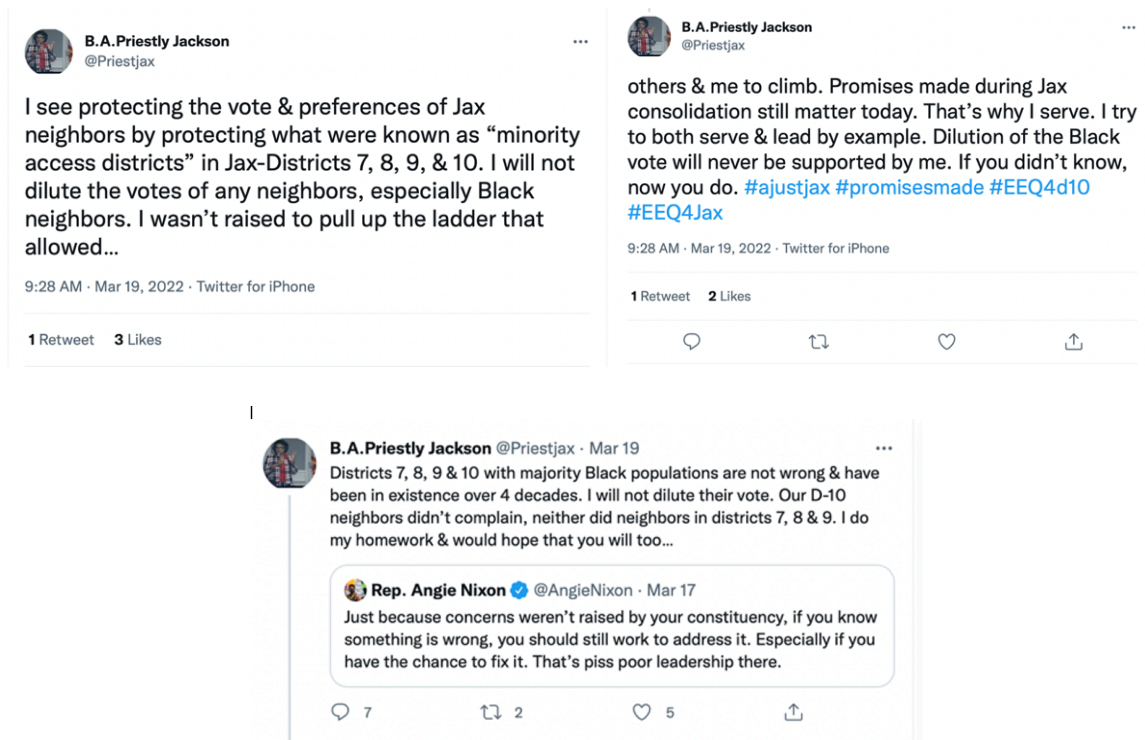 B.A.Priestly Jackson
@Priestjax
I see protecting the vote & preferences of Jax
neighbors by protecting what were known as “minority
access districts” in Jax-Districts 7, 8, 9, & 10. I will not
dilute the votes of any neighbors, especially Black
neighbors. I wasn’t raised to pull up the ladder that
allowed...
9:28 AM · Mar 19, 2022 · Twitter for iPhone
1 Retweet 3 Likes
B.A.Priestly Jackson
@Priestjax
others & me to climb. Promises made during Jax
consolidation still matter today. That’s why I serve. I try
to both serve & lead by example. Dilution of the Black
vote will never be supported by me. If you didn’t know,
now you do. #ajustjax #promisesmade #EEQ4d10
#EEQ4Jax
9:28 AM · Mar 19, 2022 · Twitter for iPhone
1 Retweet 2 Likes
B.A.Priestly Jackson @Priestjax · Mar 19
Districts 7, 8, 9 & 10 with majority Black populations are not wrong & have
been in existence over 4 decades. I will not dilute their vote. Our D-10
neighbors didn’t complain, neither did neighbors in districts 7, 8 & 9. I do
my homework & would hope that you will too...
Rep. Angie Nixon @AngieNixon · Mar 17
Just because concerns weren’t raised by your constituency, if you know
something is wrong, you should still work to address it. Especially if you
have the chance to fix it. That’s piss poor leadership there.
7 2 5